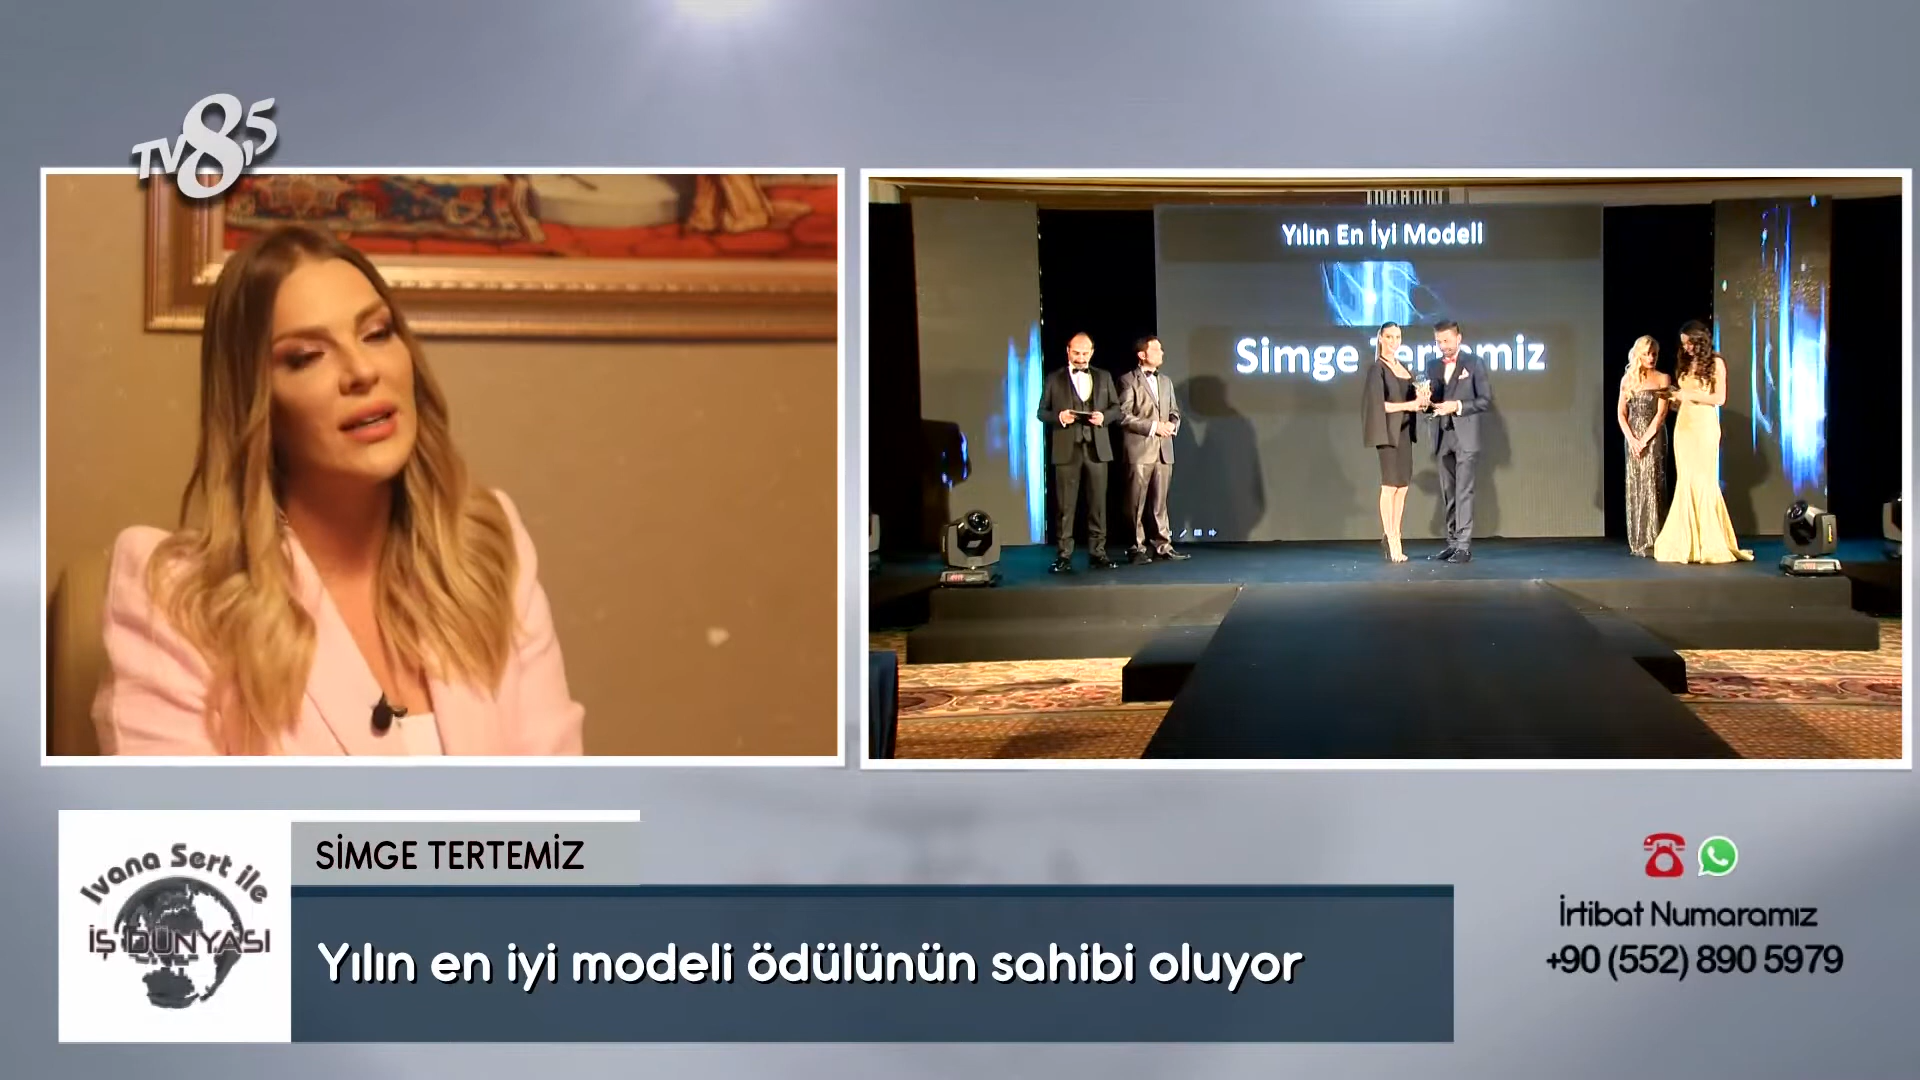 TV8,5
Yılın En İyi Modeli
Simge Tertemiz
Ivana Sert ile
İŞ DÜNYASI
SİMGE TERTEMİZ
Yılın en iyi modeli ödülünün sahibi oluyor
İrtibat Numaramız
+90 (552) 890 5979